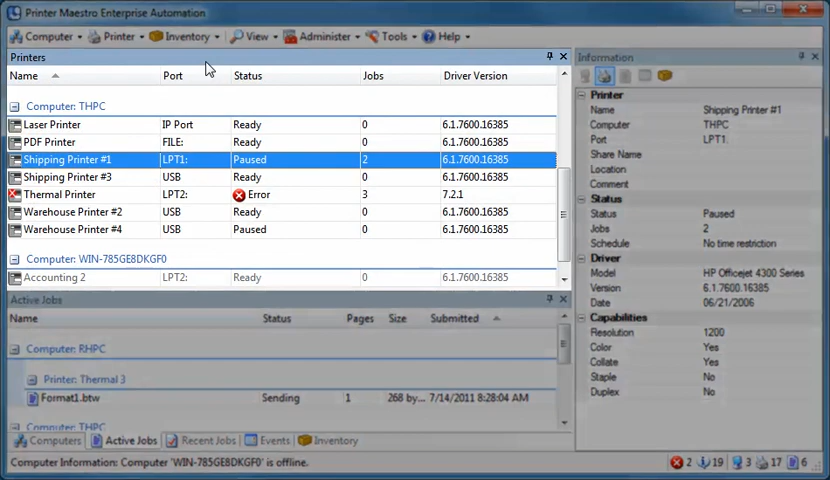 Printer Maestro Enterprise Automation
Computer Printer Inventory View Administer Tools Help
Printers
Name Port Status Jobs Driver Version
Computer: THPC
Laser Printer IP Port Ready 0 6.1.7600.16385
PDF Printer FILE: Ready 0 6.1.7600.16385
Shipping Printer #1 LPT1: Paused 2 6.1.7600.16385
Shipping Printer #3 USB Ready 0 6.1.7600.16385
Thermal Printer LPT2: Error 3 7.2.1
Warehouse Printer #2 USB Ready 0 6.1.7600.16385
Warehouse Printer #4 USB Paused 0 6.1.7600.16385
Computer: WIN-785GE8DKGF0
Accounting 2 LPT2: Ready 0 6.1.7600.16385
Active Jobs
Name Status Pages Size Submitted
Computer: RHPC
Printer: Thermal 3
Format1.btw Sending 1 268 by... 7/14/2011 8:28:04 AM
Computer: THPC
Computers Active Jobs Recent Jobs Events Inventory
Information
Printer
Name Shipping Printer #1
Computer THPC
Port LPT1:
Share Name
Location
Comment
Status
Status Paused
Jobs 2
Schedule No time restriction
Driver
Model HP Officejet 4300 Series
Version 6.1.7600.16385
Date 06/21/2006
Capabilities
Resolution 1200
Color Yes
Collate Yes
Staple No
Duplex No
Computer Information: Computer 'WIN-785GE8DKGF0' is offline. 2 19 3 17 6